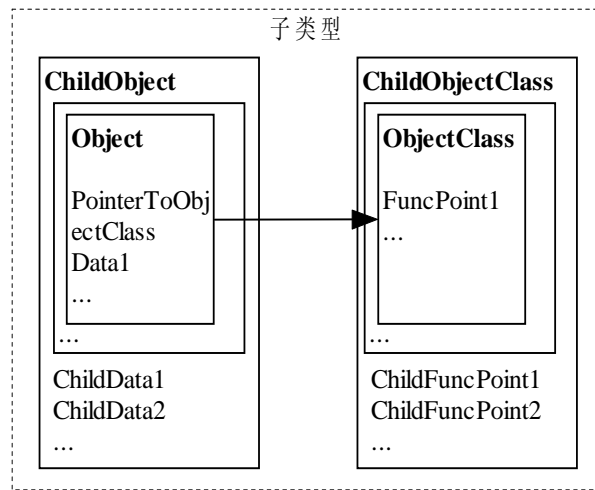 子类型
ChildObject
Object
PointerToObj
ectClass
Data1
...
...
ChildData1
ChildData2
...
ChildObjectClass
ObjectClass
FuncPoint1
...
...
ChildFuncPoint1
ChildFuncPoint2
...